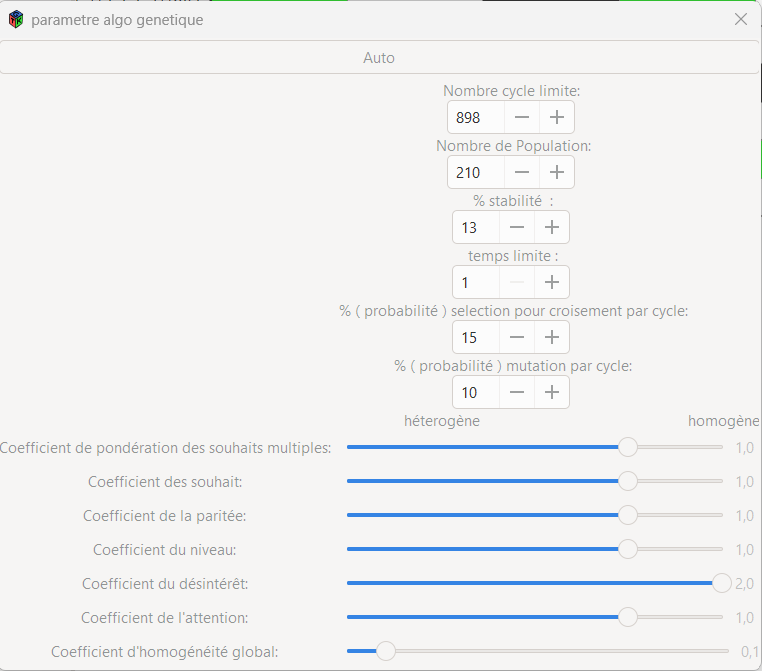 parametre algo genetique
Auto
Nombre cycle limite:
898
Nombre de Population:
210
% stabilité :
13
temps limite :
1
% ( probabilité ) selection pour croisement par cycle:
15
% ( probabilité ) mutation par cycle:
10
hétérogène homogène
Coefficient de pondération des souhaits multiples: 1,0
Coefficient des souhait: 1,0
Coefficient de la paritée: 1,0
Coefficient du niveau: 1,0
Coefficient du désintérêt: 2,0
Coefficient de l'attention: 1,0
Coefficient d'homogénéité global: 0,1